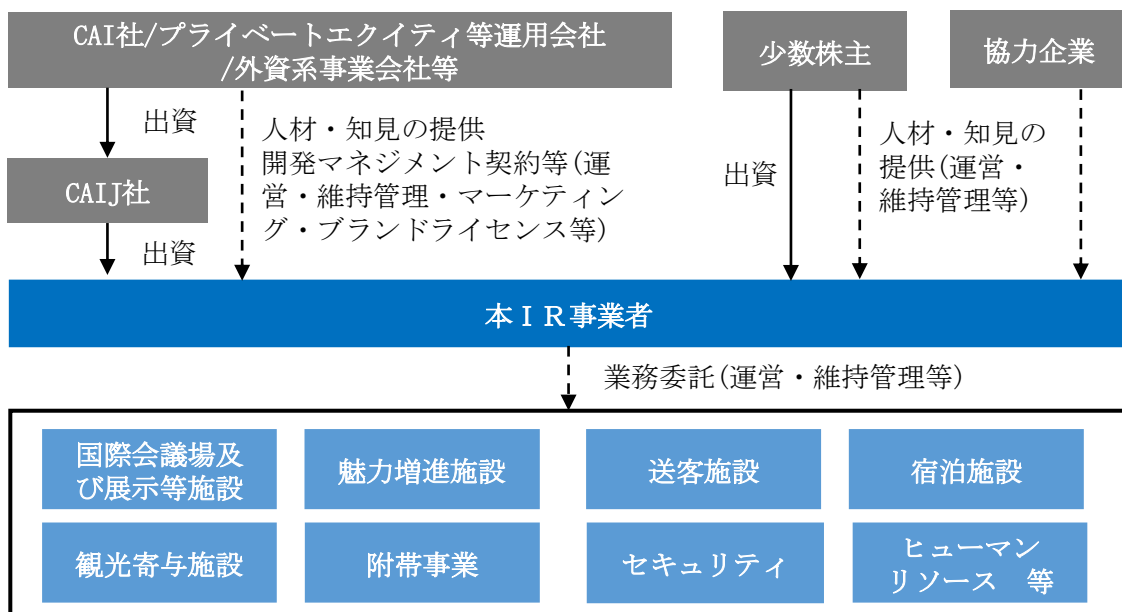 CAI社/プライベートエクイティ等運用会社
/外資系事業会社等
少数株主
協力企業
出資
人材・知見の提供
開発マネジメント契約等(運
営・維持管理・マーケティン
グ・ブランドライセンス等)
CAIJ社
出資
出資
人材・知見の
提供(運営・
維持管理等)
本ＩＲ事業者
業務委託(運営・維持管理等)
国際会議場及
び展示等施設
魅力増進施設
送客施設
宿泊施設
観光寄与施設
附帯事業
セキュリティ
ヒューマン
リソース　等